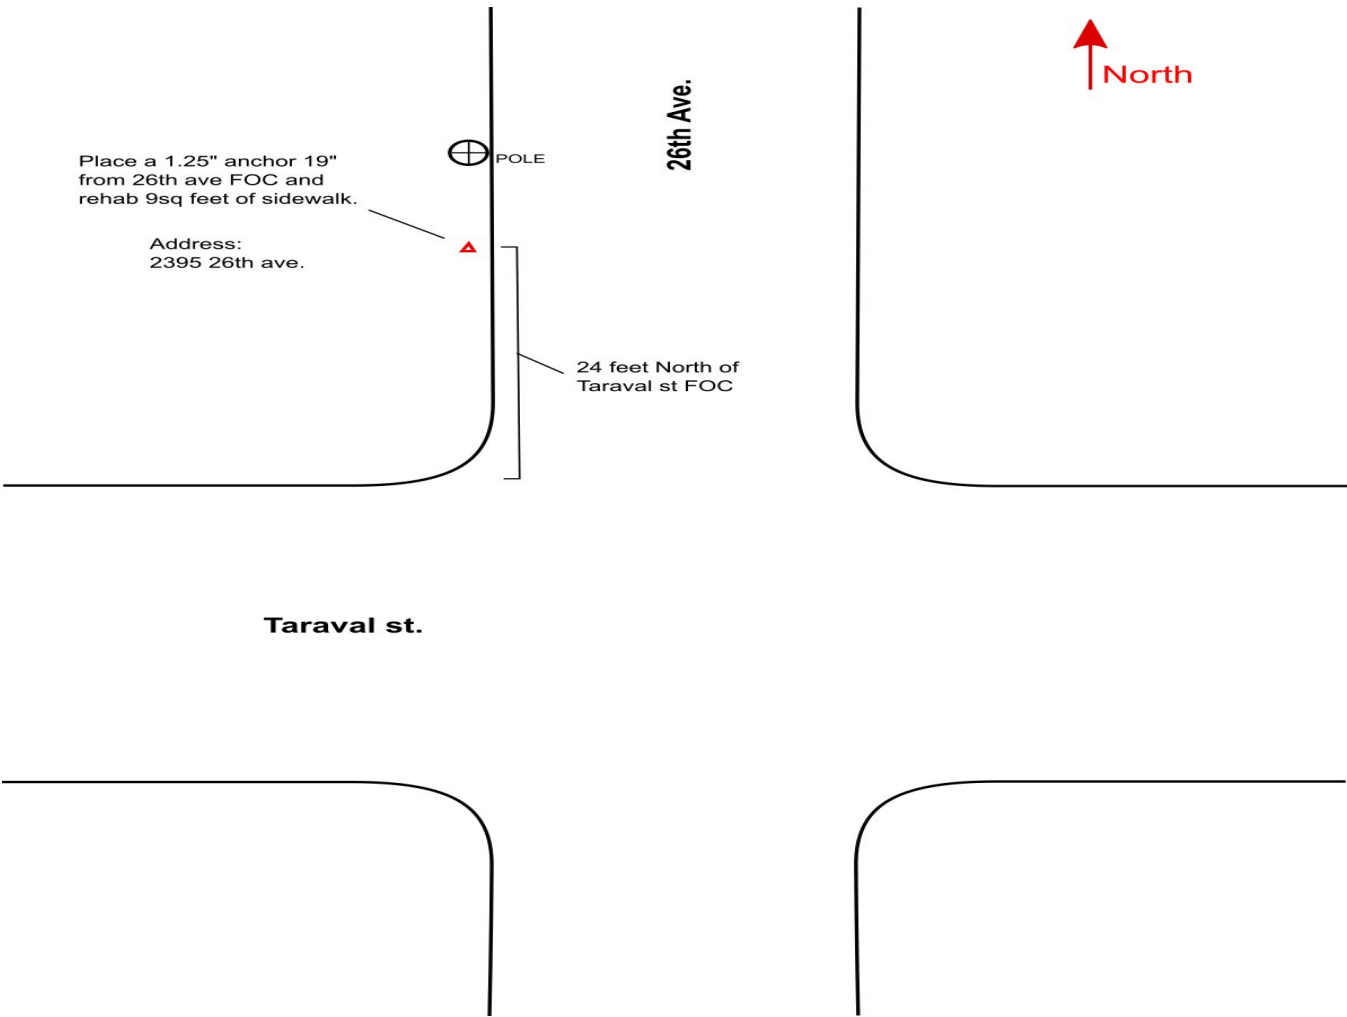 North
26th Ave.
POLE
Place a 1.25" anchor 19"
from 26th ave FOC and
rehab 9sq feet of sidewalk.
Address:
2395 26th ave.
24 feet North of
Taraval st FOC
Taraval st.